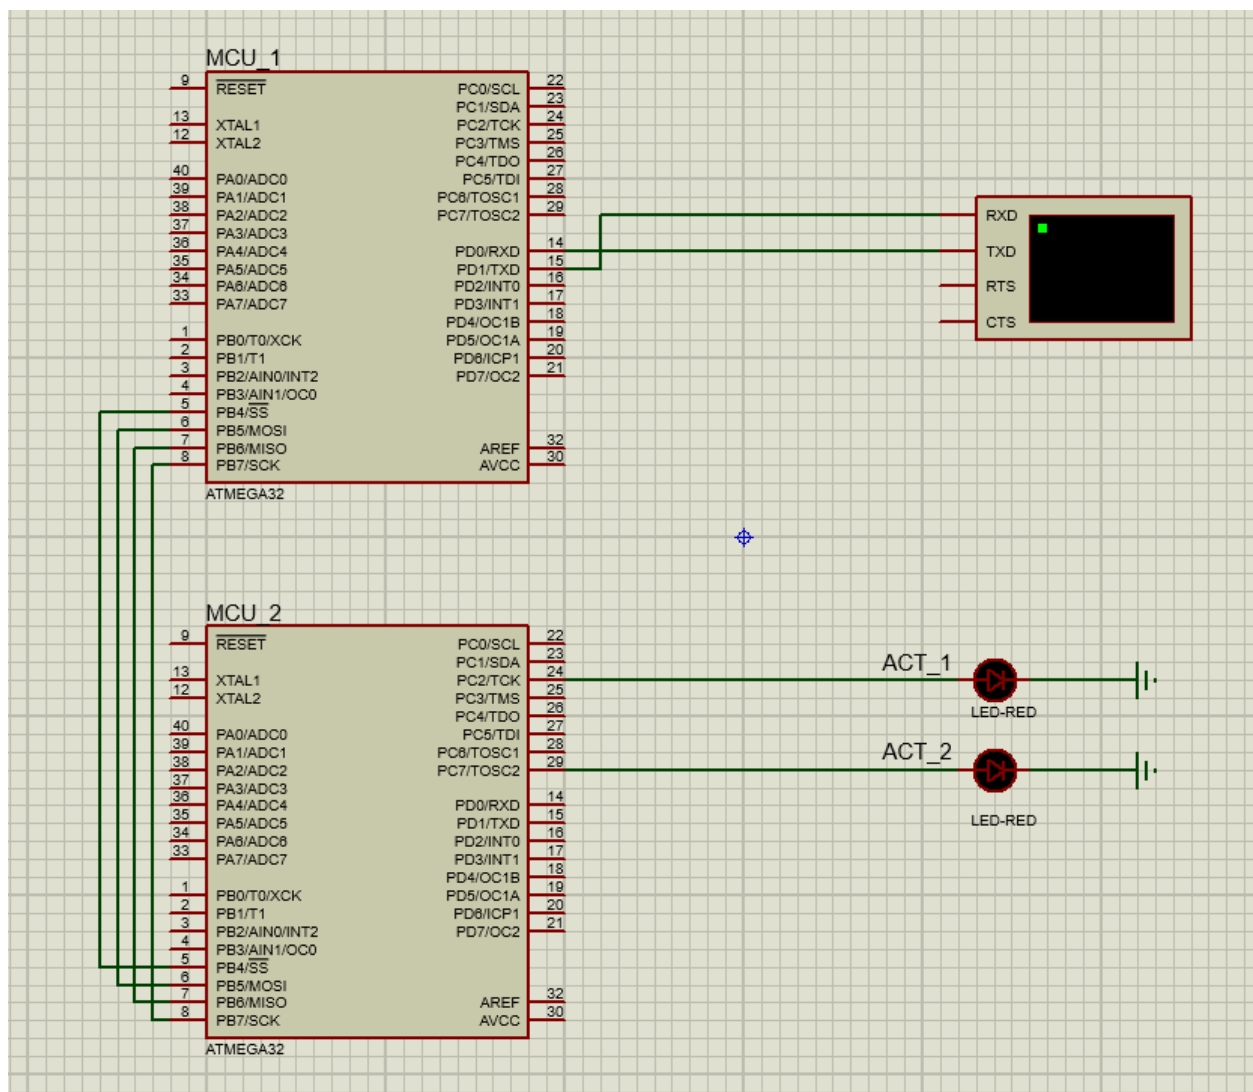 MCU_1
9 RESET PC0/SCL 22
PC1/SDA 23
13 XTAL1 PC2/TCK 24
12 XTAL2 PC3/TMS 25
PC4/TDO 26
40 PA0/ADC0 PC5/TDI 27
39 PA1/ADC1 PC6/TOSC1 28
38 PA2/ADC2 PC7/TOSC2 29
37 PA3/ADC3
36 PA4/ADC4 PD0/RXD 14
35 PA5/ADC5 PD1/TXD 15
34 PA6/ADC6 PD2/INT0 16
33 PA7/ADC7 PD3/INT1 17
PD4/OC1B 18
1 PB0/T0/XCK PD5/OC1A 19
2 PB1/T1 PD6/ICP1 20
3 PB2/AIN0/INT2 PD7/OC2 21
4 PB3/AIN1/OC0
5 PB4/SS
6 PB5/MOSI
7 PB6/MISO AREF 32
8 PB7/SCK AVCC 30
ATMEGA32
RXD
TXD
RTS
CTS
MCU_2
9 RESET PC0/SCL 22
PC1/SDA 23
13 XTAL1 PC2/TCK 24
12 XTAL2 PC3/TMS 25
PC4/TDO 26
40 PA0/ADC0 PC5/TDI 27
39 PA1/ADC1 PC6/TOSC1 28
38 PA2/ADC2 PC7/TOSC2 29
37 PA3/ADC3
36 PA4/ADC4 PD0/RXD 14
35 PA5/ADC5 PD1/TXD 15
34 PA6/ADC6 PD2/INT0 16
33 PA7/ADC7 PD3/INT1 17
PD4/OC1B 18
1 PB0/T0/XCK PD5/OC1A 19
2 PB1/T1 PD6/ICP1 20
3 PB2/AIN0/INT2 PD7/OC2 21
4 PB3/AIN1/OC0
5 PB4/SS
6 PB5/MOSI
7 PB6/MISO AREF 32
8 PB7/SCK AVCC 30
ATMEGA32
ACT_1
LED-RED
ACT_2
LED-RED